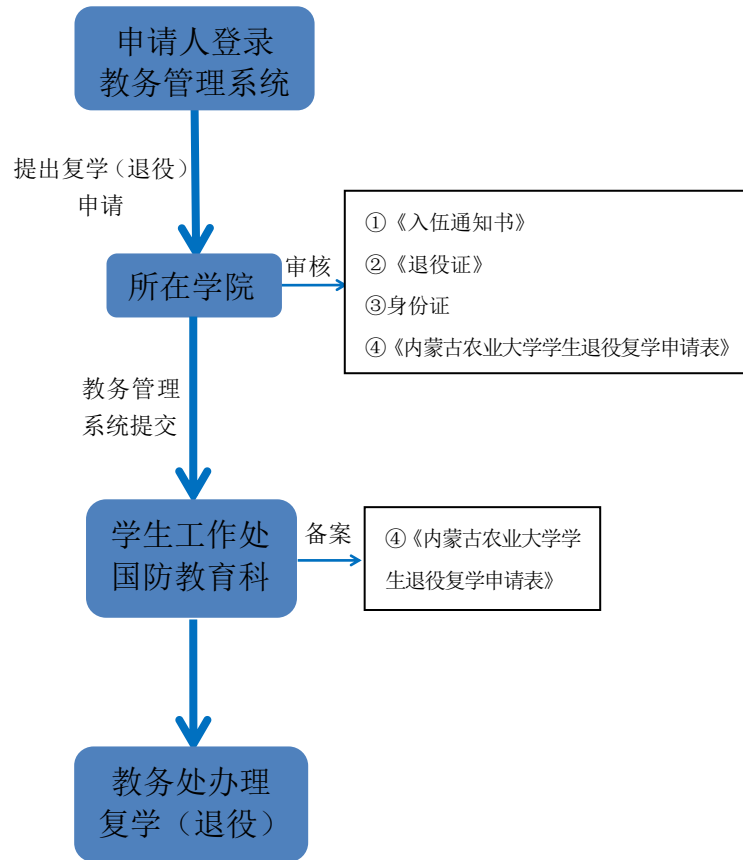 申请人登录
教务管理系统
提出复学（退役）
申请
所在学院
审核
①《入伍通知书》
②《退役证》
③身份证
④《内蒙古农业大学学生退役复学申请表》
教务管理
系统提交
学生工作处
国防教育科
备案
④《内蒙古农业大学学
生退役复学申请表》
教务处办理
复学（退役）